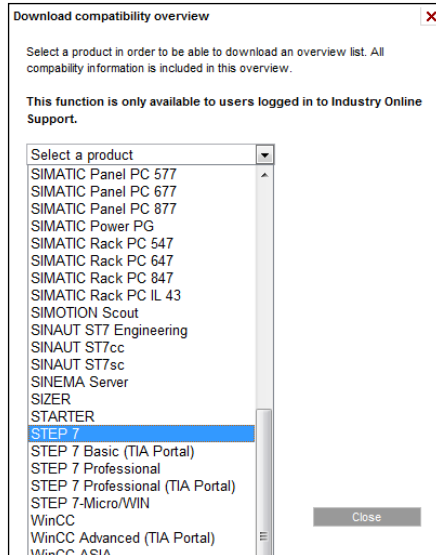 Download compatibility overview
Select a product in order to be able to download an overview list. All
compability information is included in this overview.
This function is only available to users logged in to Industry Online
Support.
Select a product
SIMATIC Panel PC 577
SIMATIC Panel PC 677
SIMATIC Panel PC 877
SIMATIC Power PG
SIMATIC Rack PC 547
SIMATIC Rack PC 647
SIMATIC Rack PC 847
SIMATIC Rack PC IL 43
SIMOTION Scout
SINAUT ST7 Engineering
SINAUT ST7cc
SINAUT ST7sc
SINEMA Server
SIZER
STARTER
STEP 7
STEP 7 Basic (TIA Portal)
STEP 7 Professional
STEP 7 Professional (TIA Portal)
STEP 7-Micro/WIN
WinCC
Close
WinCC Advanced (TIA Portal)
WinCC ASIA